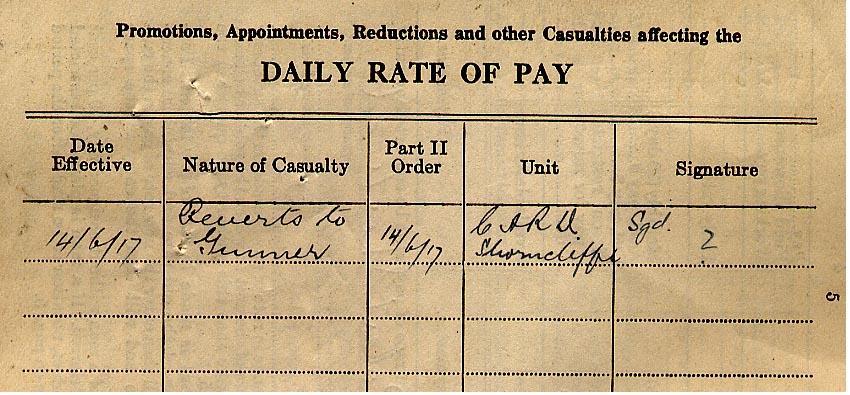 Promotions, Appointments, Reductions and other Casualties affecting the
DAILY RATE OF PAY
Date Effective
Nature of Casualty
Part II Order
Unit
Signature
14/6/17
Reverts to
Gunner
14/6/17
C A R D
Shorncliffe
Sgd.
?
5